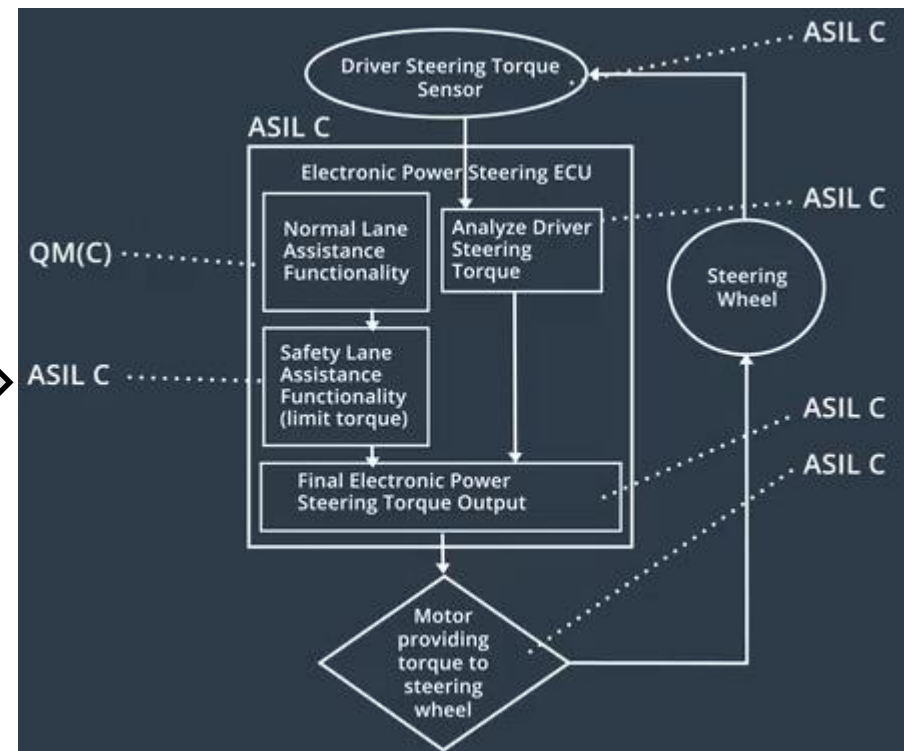 ASIL C
Driver Steering Torque
Sensor
ASIL C
Electronic Power Steering ECU
ASIL C
Normal Lane
Assistance
Functionality
Analyze Driver
Steering
Torque
QM(C)
Steering
Wheel
Safety Lane
Assistance
Functionality
(limit torque)
ASIL C
ASIL C
ASIL C
Final Electronic Power
Steering Torque Output
Motor
providing
torque to
steering
wheel